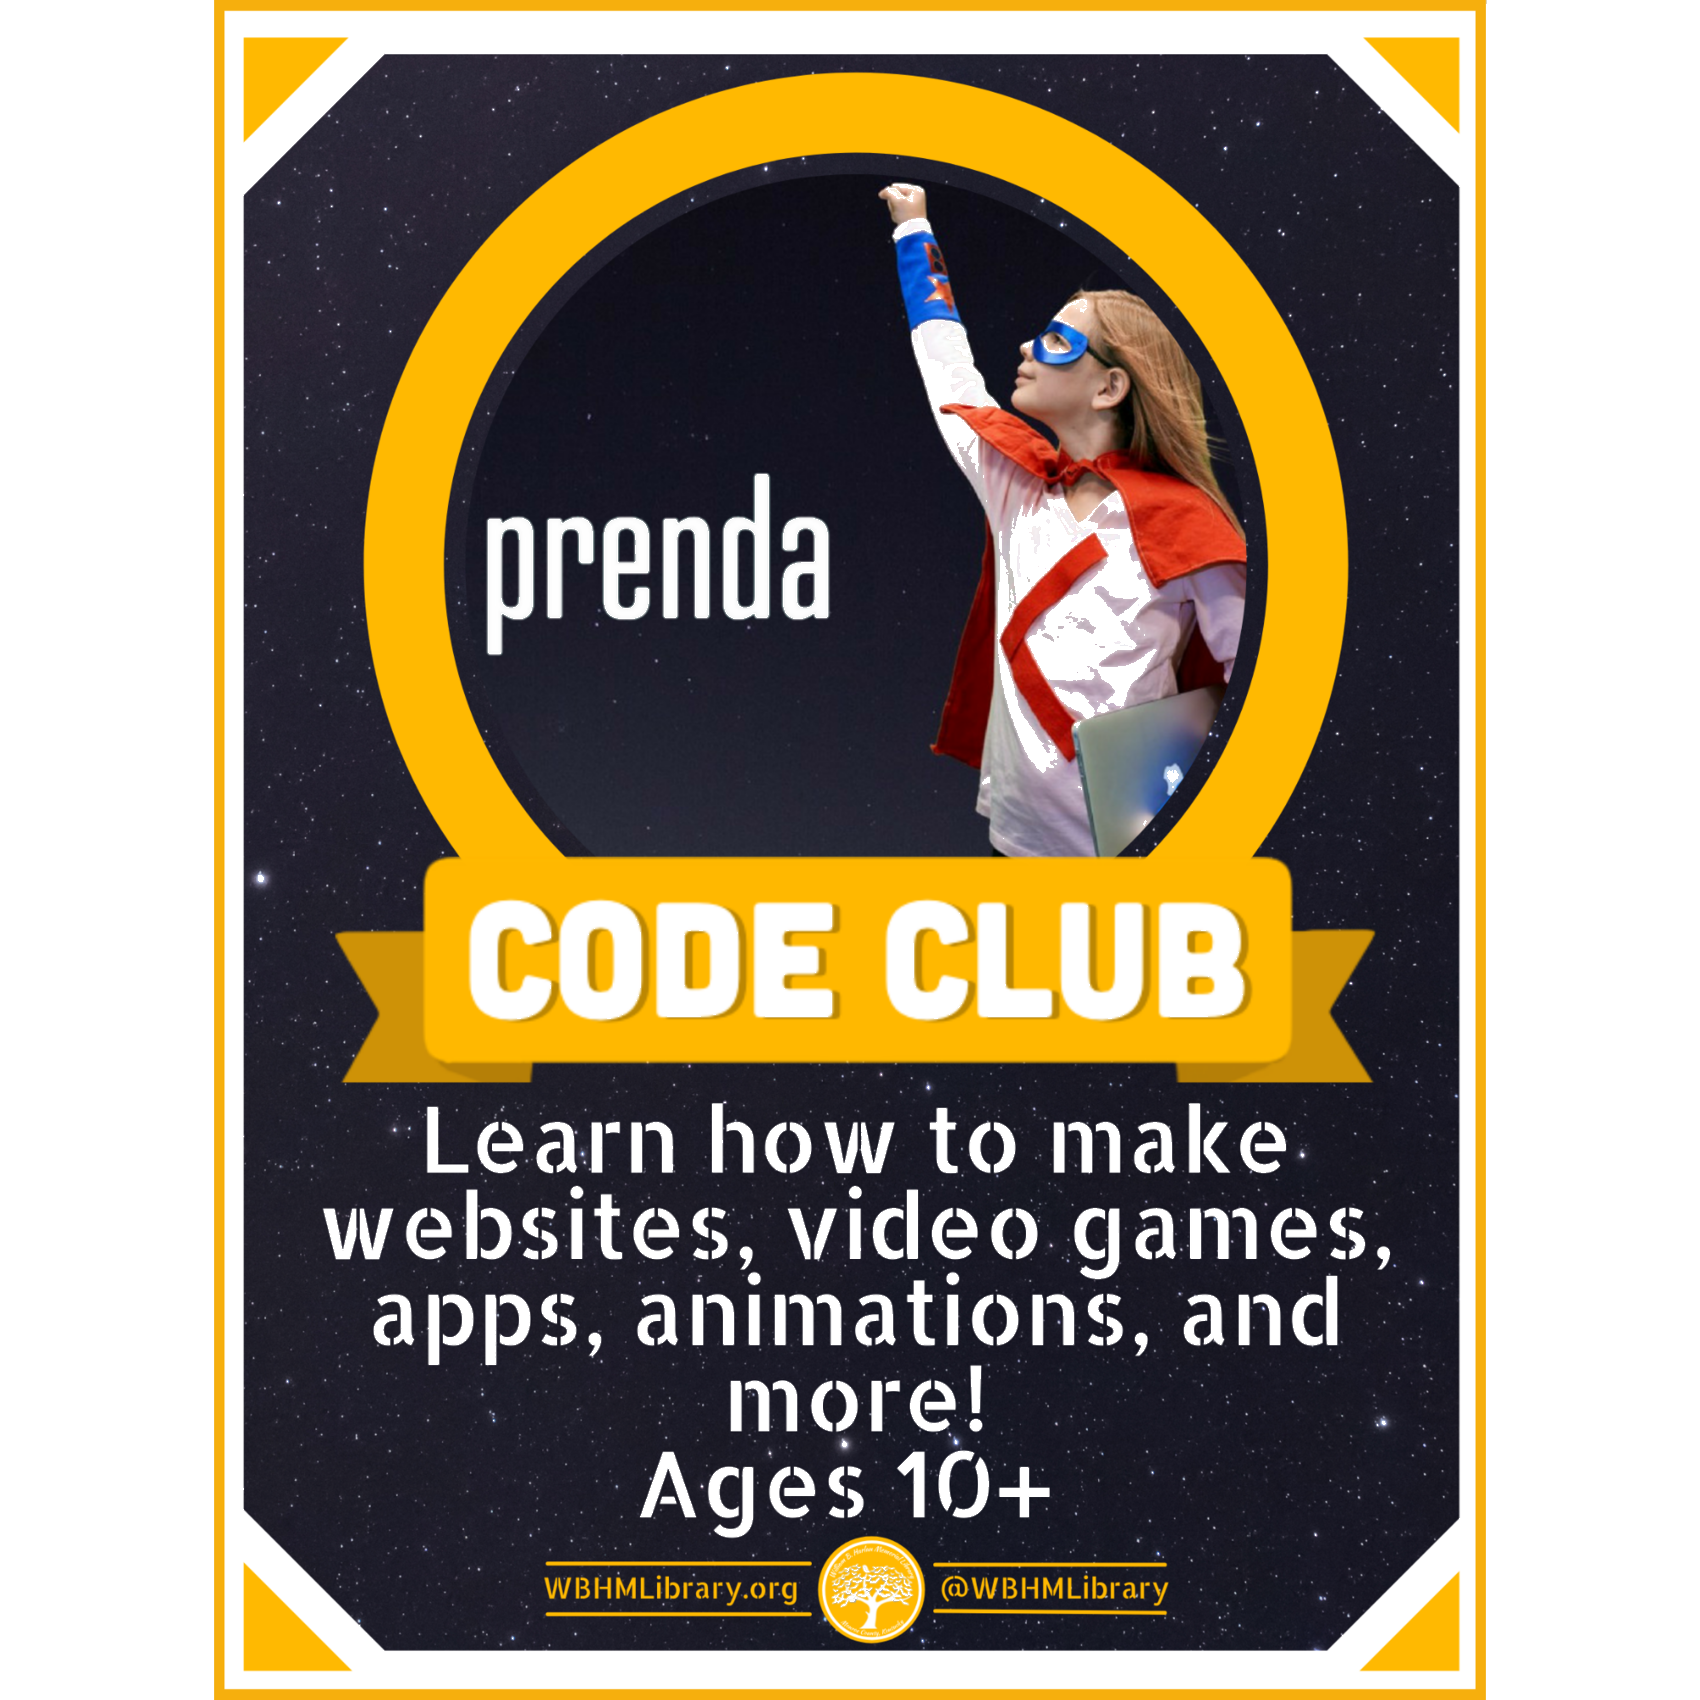 prenda
CODE CLUB
Learn how to make
websites, video games,
apps, animations, and
more!
Ages 10+
WBHMLibrary.org
@WBHMLibrary